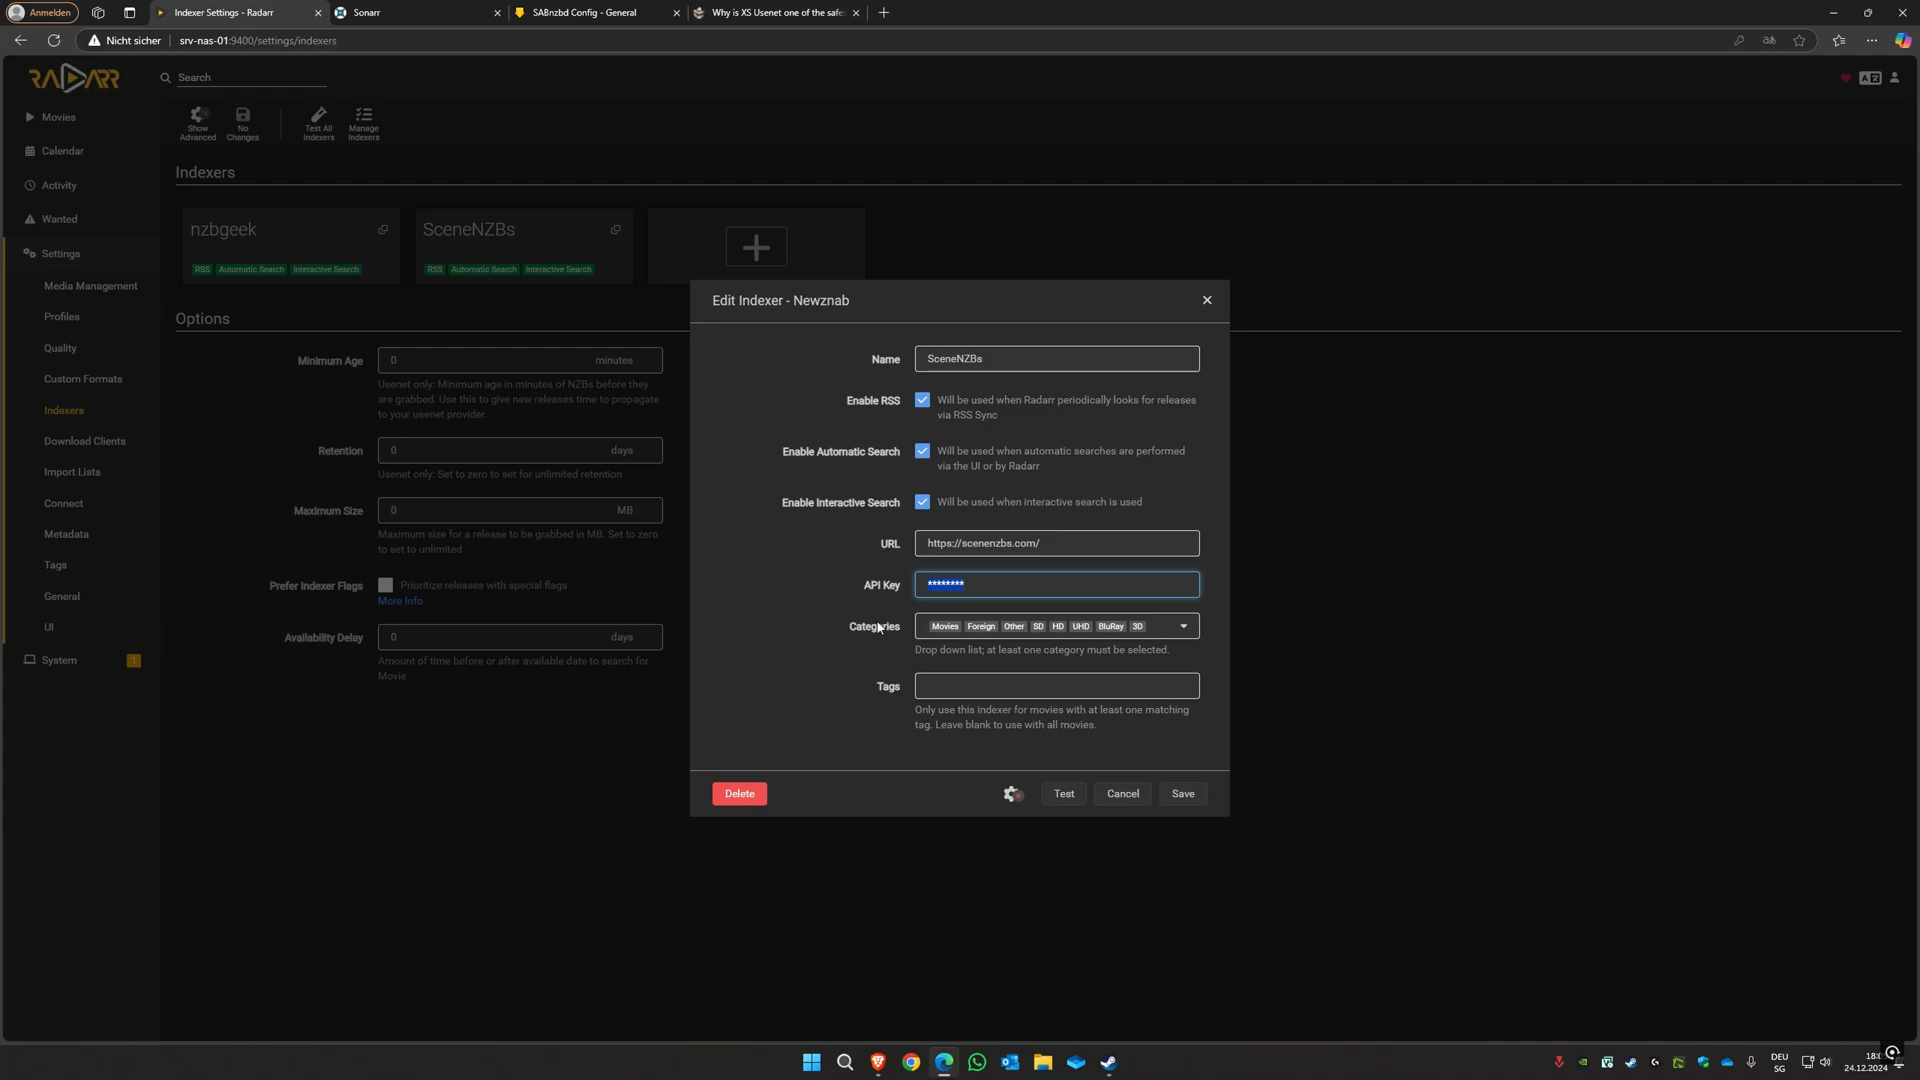 Anmelden
Indexer Settings - Radarr
Sonarr
SABnzbd Config - General
Why is XS Usenet one of the safe
Nicht sicher
srv-nas-01:9400/settings/indexers
RADARR
Search
Movies
Calendar
Activity
Wanted
Settings
Media Management
Profiles
Quality
Custom Formats
Indexers
Download Clients
Import Lists
Connect
Metadata
Tags
General
UI
System
1
Show Advanced
No Changes
Test All Indexers
Manage Indexers
Indexers
nzbgeek
RSS Automatic Search Interactive Search
SceneNZBs
RSS Automatic Search Interactive Search
Options
Minimum Age
0 minutes
Usenet only: Minimum age in minutes of NZBs before they
are grabbed. Use this to give new releases time to propagate
to your usenet provider.
Retention
0 days
Usenet only: Set to zero to set for unlimited retention
Maximum Size
0 MB
Maximum size for a release to be grabbed in MB. Set to zero
to set to unlimited
Prefer Indexer Flags
Prioritize releases with special flags
More Info
Availability Delay
0 days
Amount of time before or after available date to search for
Movie
Edit Indexer - Newznab
Name
SceneNZBs
Enable RSS
Will be used when Radarr periodically looks for releases
via RSS Sync
Enable Automatic Search
Will be used when automatic searches are performed
via the UI or by Radarr
Enable Interactive Search
Will be used when interactive search is used
URL
https://scenenzbs.com/
API Key
********
Categories
Movies Foreign Other SD HD UHD BluRay 3D
Drop down list; at least one category must be selected.
Tags
Only use this indexer for movies with at least one matching
tag. Leave blank to use with all movies.
Delete
Test
Cancel
Save
DEU
SG
24.12.2024